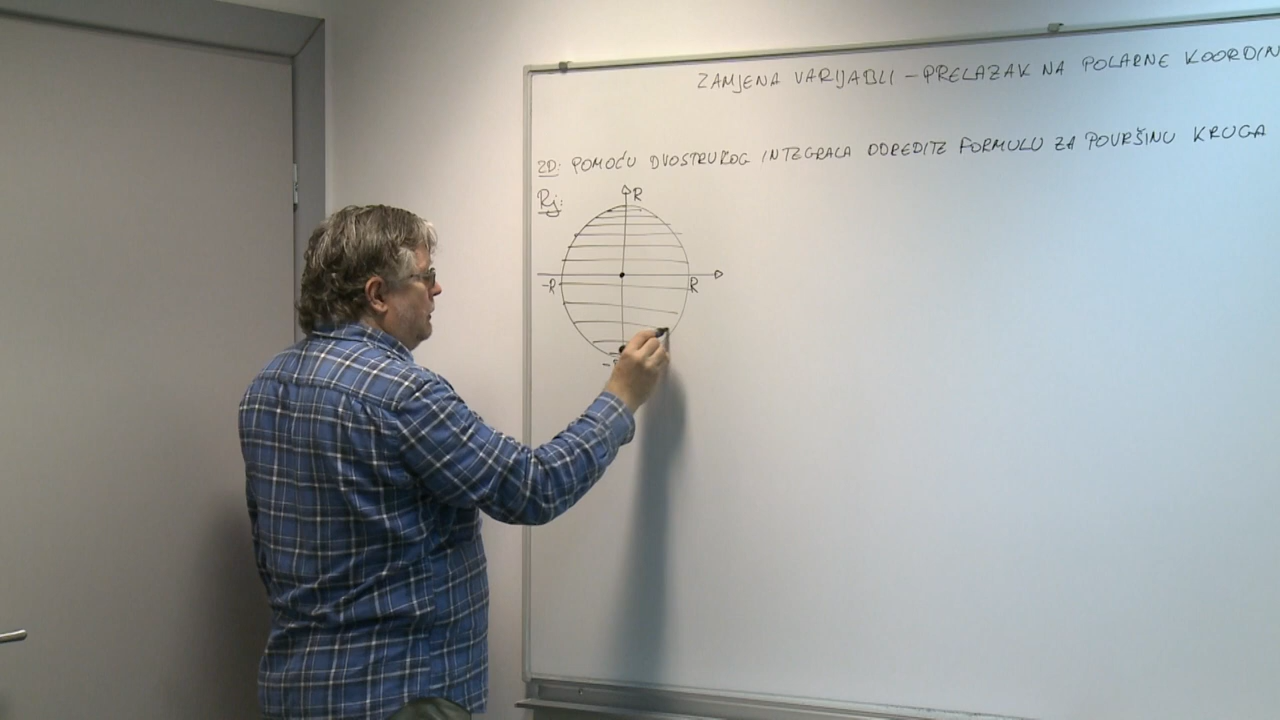 ZAMJENA VARIJABLI – PRELAZAK NA POLARNE KOORDIN
ZD: POMOĆU DVOSTRUKOG INTEGRALA ODREDITE FORMULU ZA POVRŠINU KRUGA
Rj:
R
-R
R